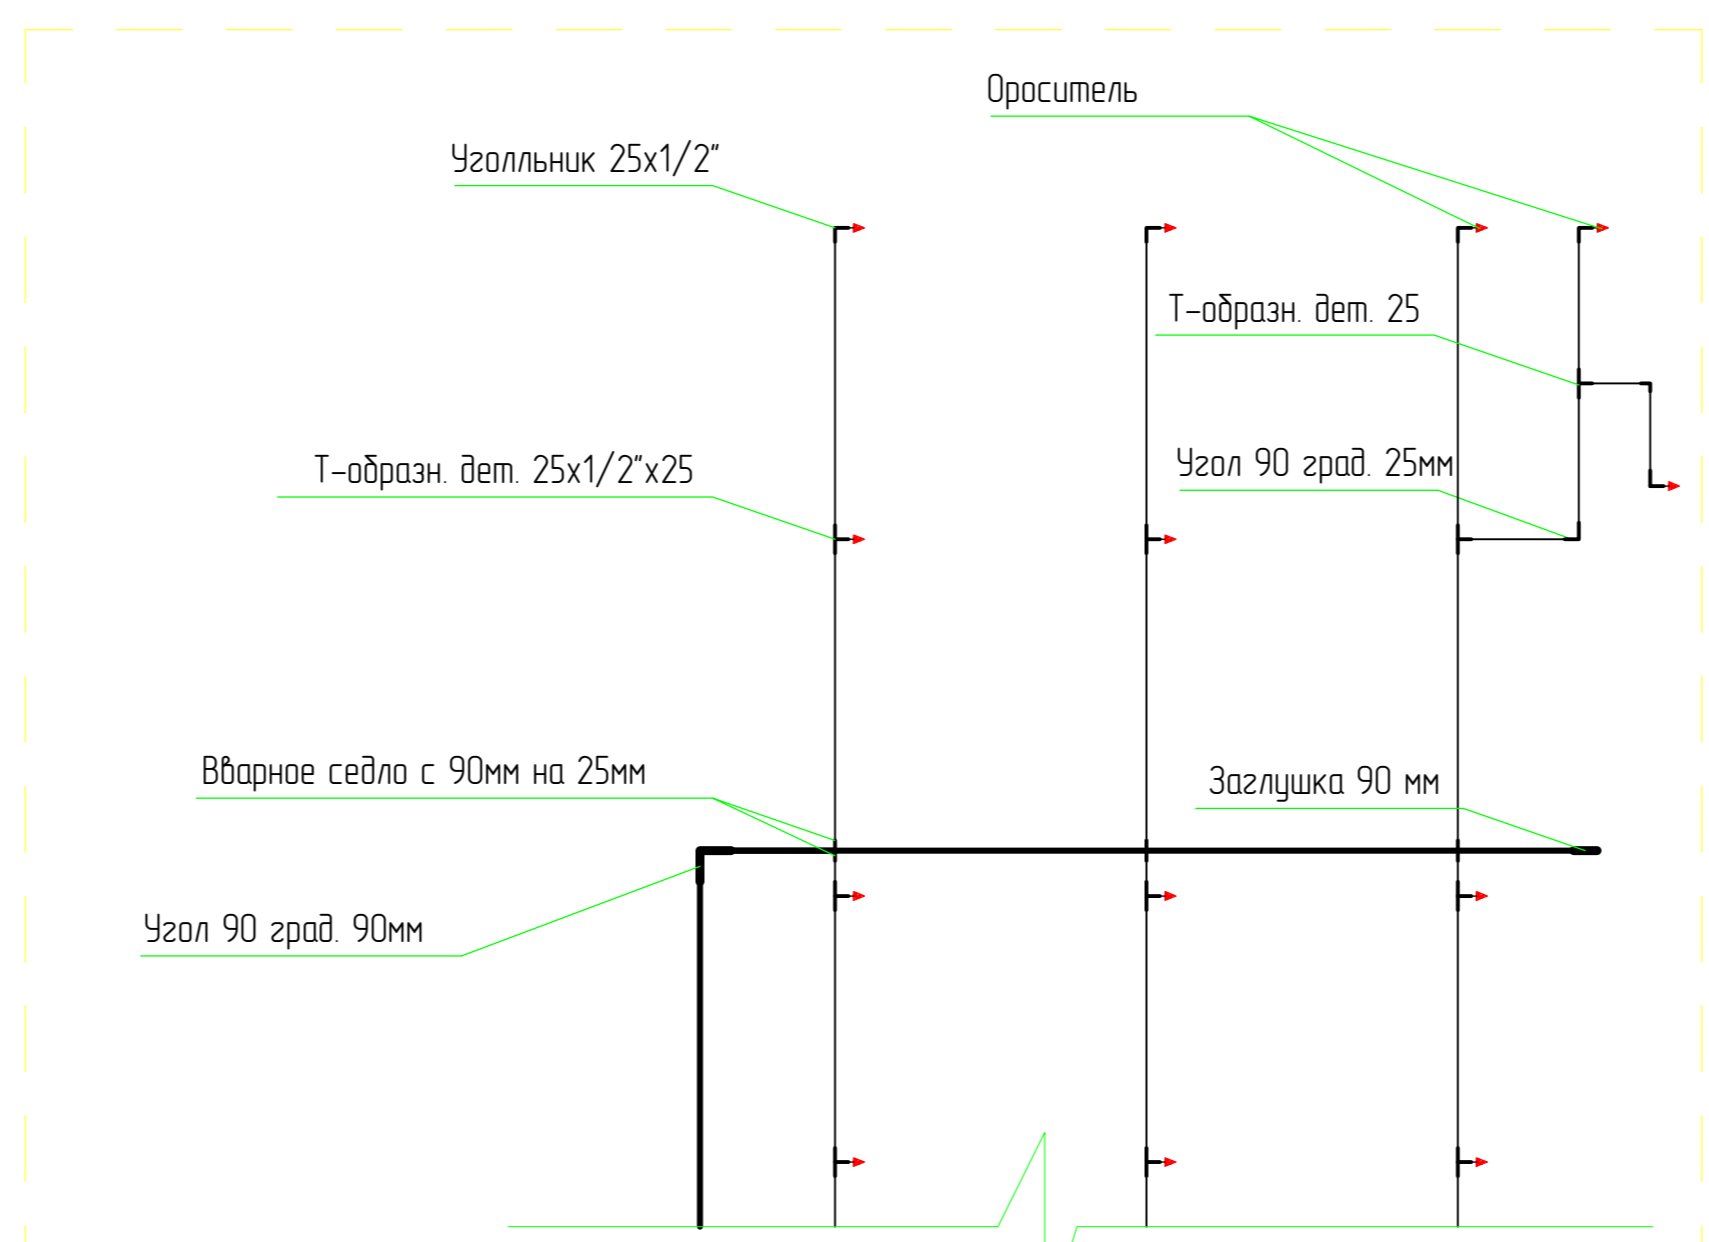 Ороситель
Уголльник 25х1/2"
Т-образн. дет. 25
Угол 90 град. 25мм
Т-образн. дет. 25х1/2"х25
Вварное седло с 90мм на 25мм
Заглушка 90 мм
Угол 90 град. 90мм